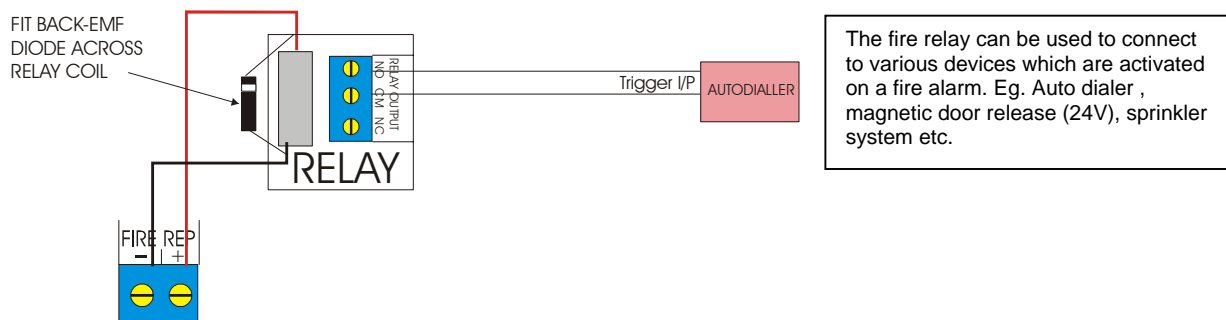 FIT BACK-EMF
DIODE ACROSS
RELAY COIL
RELAY OUTPUT
NO CM NC
RELAY
Trigger I/P
AUTODIALLER
The fire relay can be used to connect
to various devices which are activated
on a fire alarm. Eg. Auto dialer ,
magnetic door release (24V), sprinkler
system etc.
FIRE REP
- +